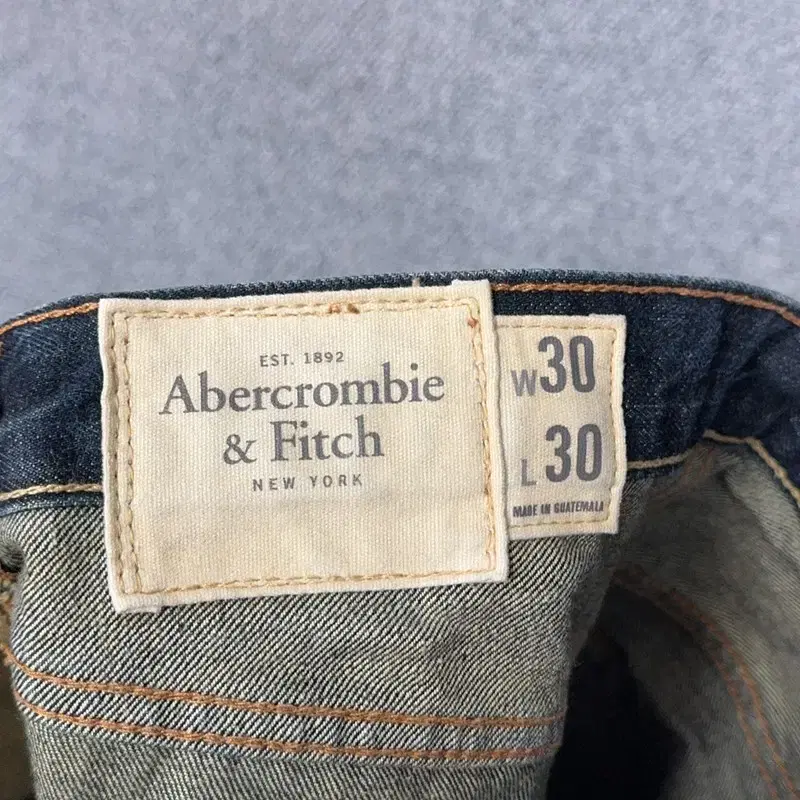 EST. 1892
Abercrombie
& Fitch
NEW YORK
W30
L30
MADE IN GUATEMALA